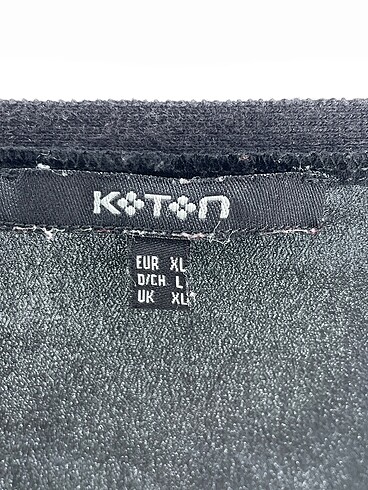 KOTON
EUR XL
D/CH L
UK XL